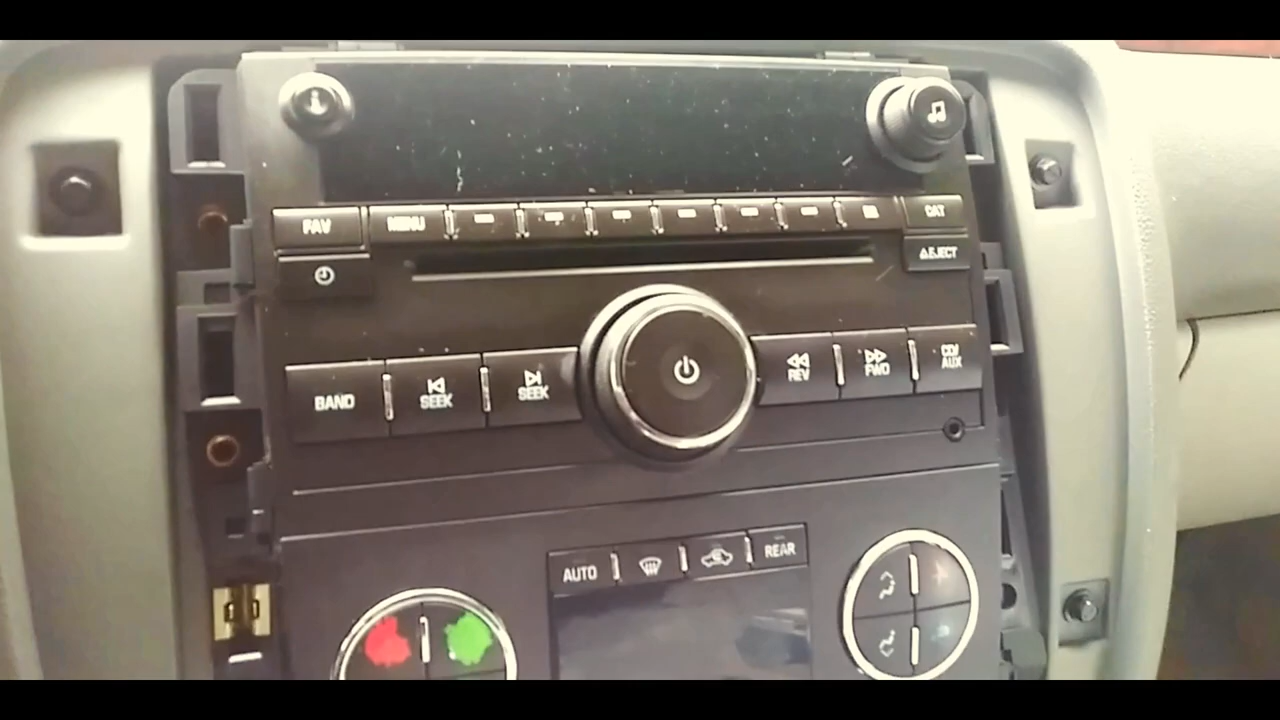 FAV
MENU
CAT
EJECT
BAND
SEEK
SEEK
REV
FWD
CD/
AUX
AUTO
REAR